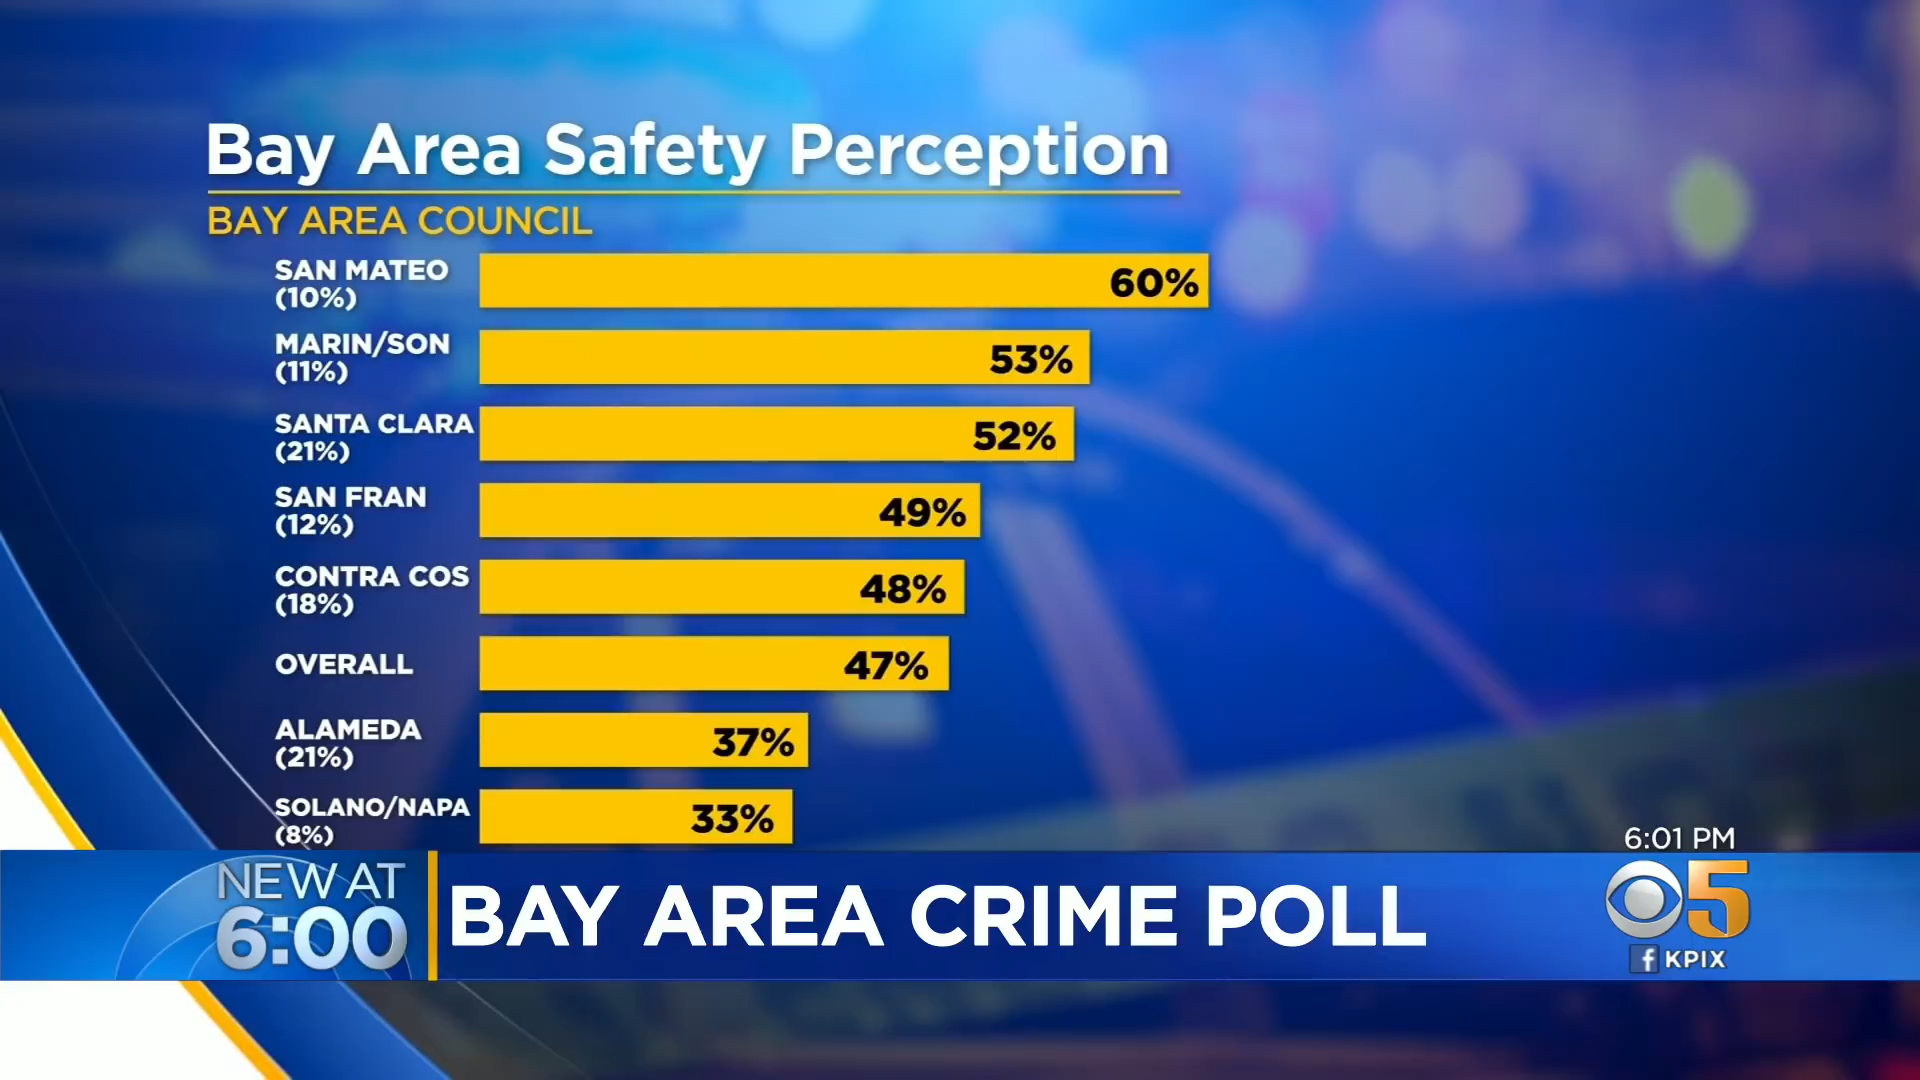 Bay Area Safety Perception
BAY AREA COUNCIL
SAN MATEO
(10%)
60%
MARIN/SON
(11%)
53%
SANTA CLARA
(21%)
52%
SAN FRAN
(12%)
49%
CONTRA COS
(18%)
48%
OVERALL
47%
ALAMEDA
(21%)
37%
SOLANO/NAPA
(8%)
33%
6:01 PM
NEW AT
6:00
BAY AREA CRIME POLL
5
f KPIX